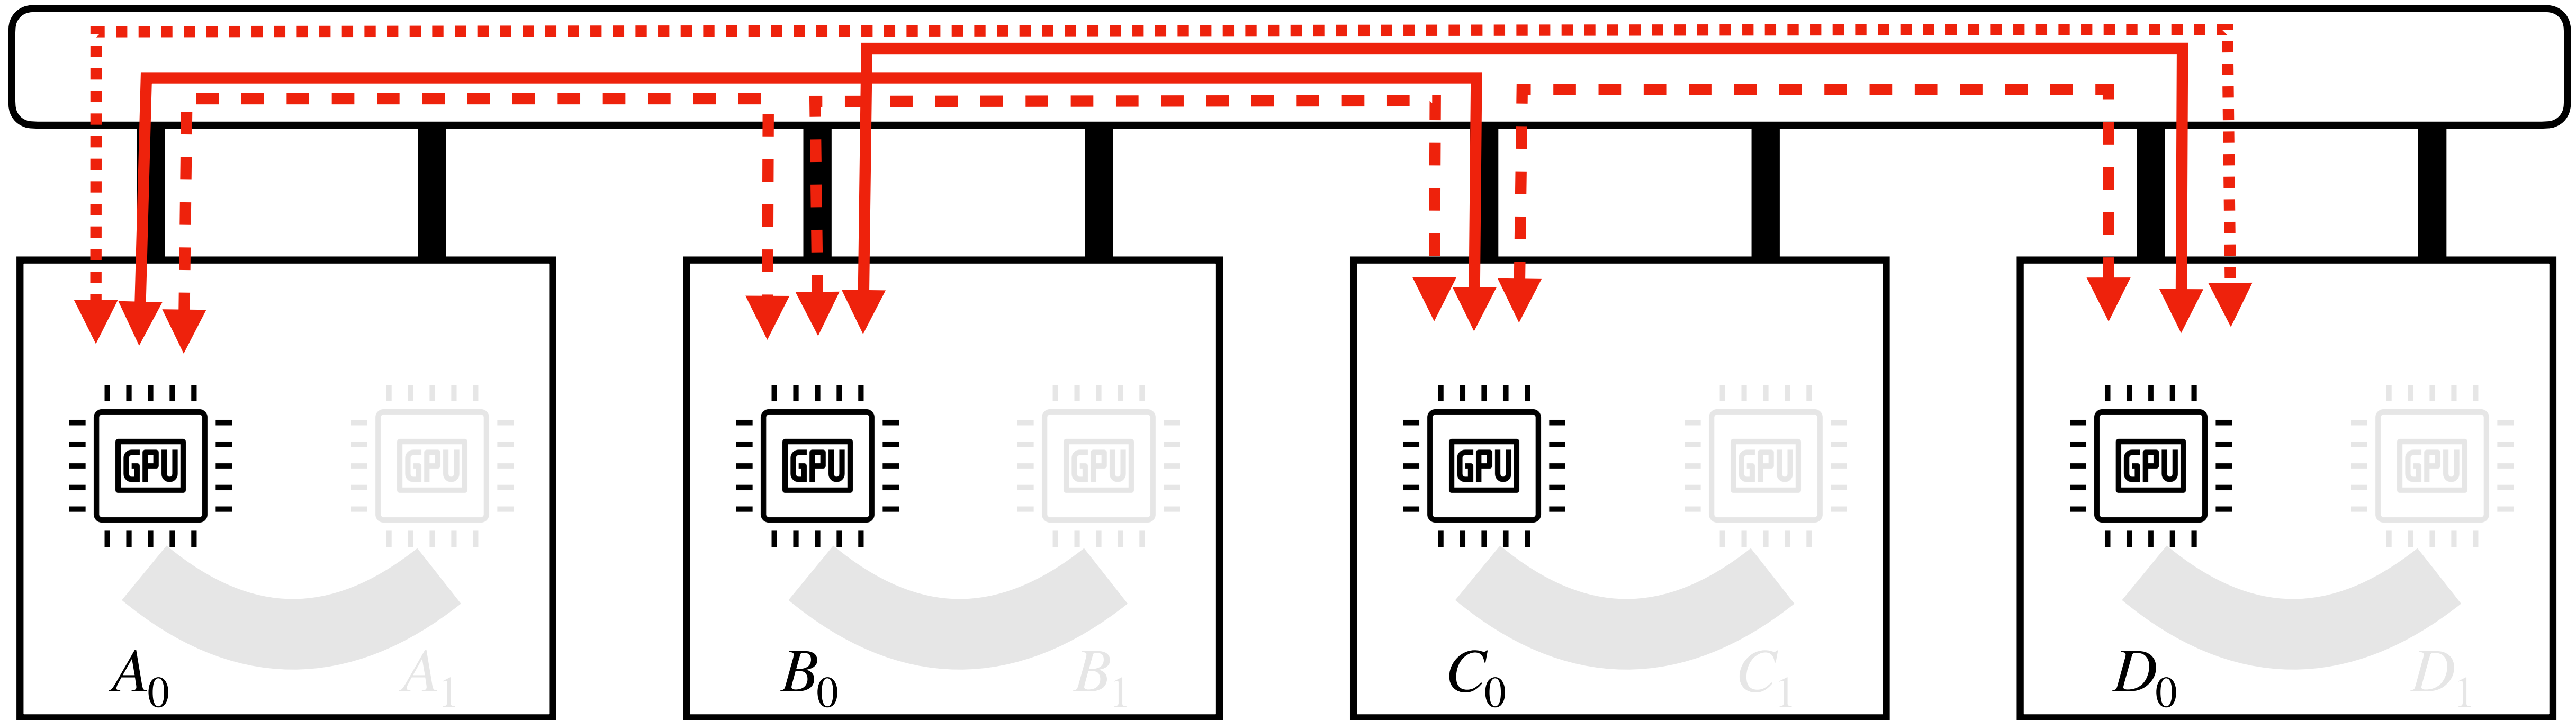 GPU GPU GPU GPU GPU GPU GPU GPU
A₀ A₁ B₀ B₁ C₀ C₁ D₀ D₁